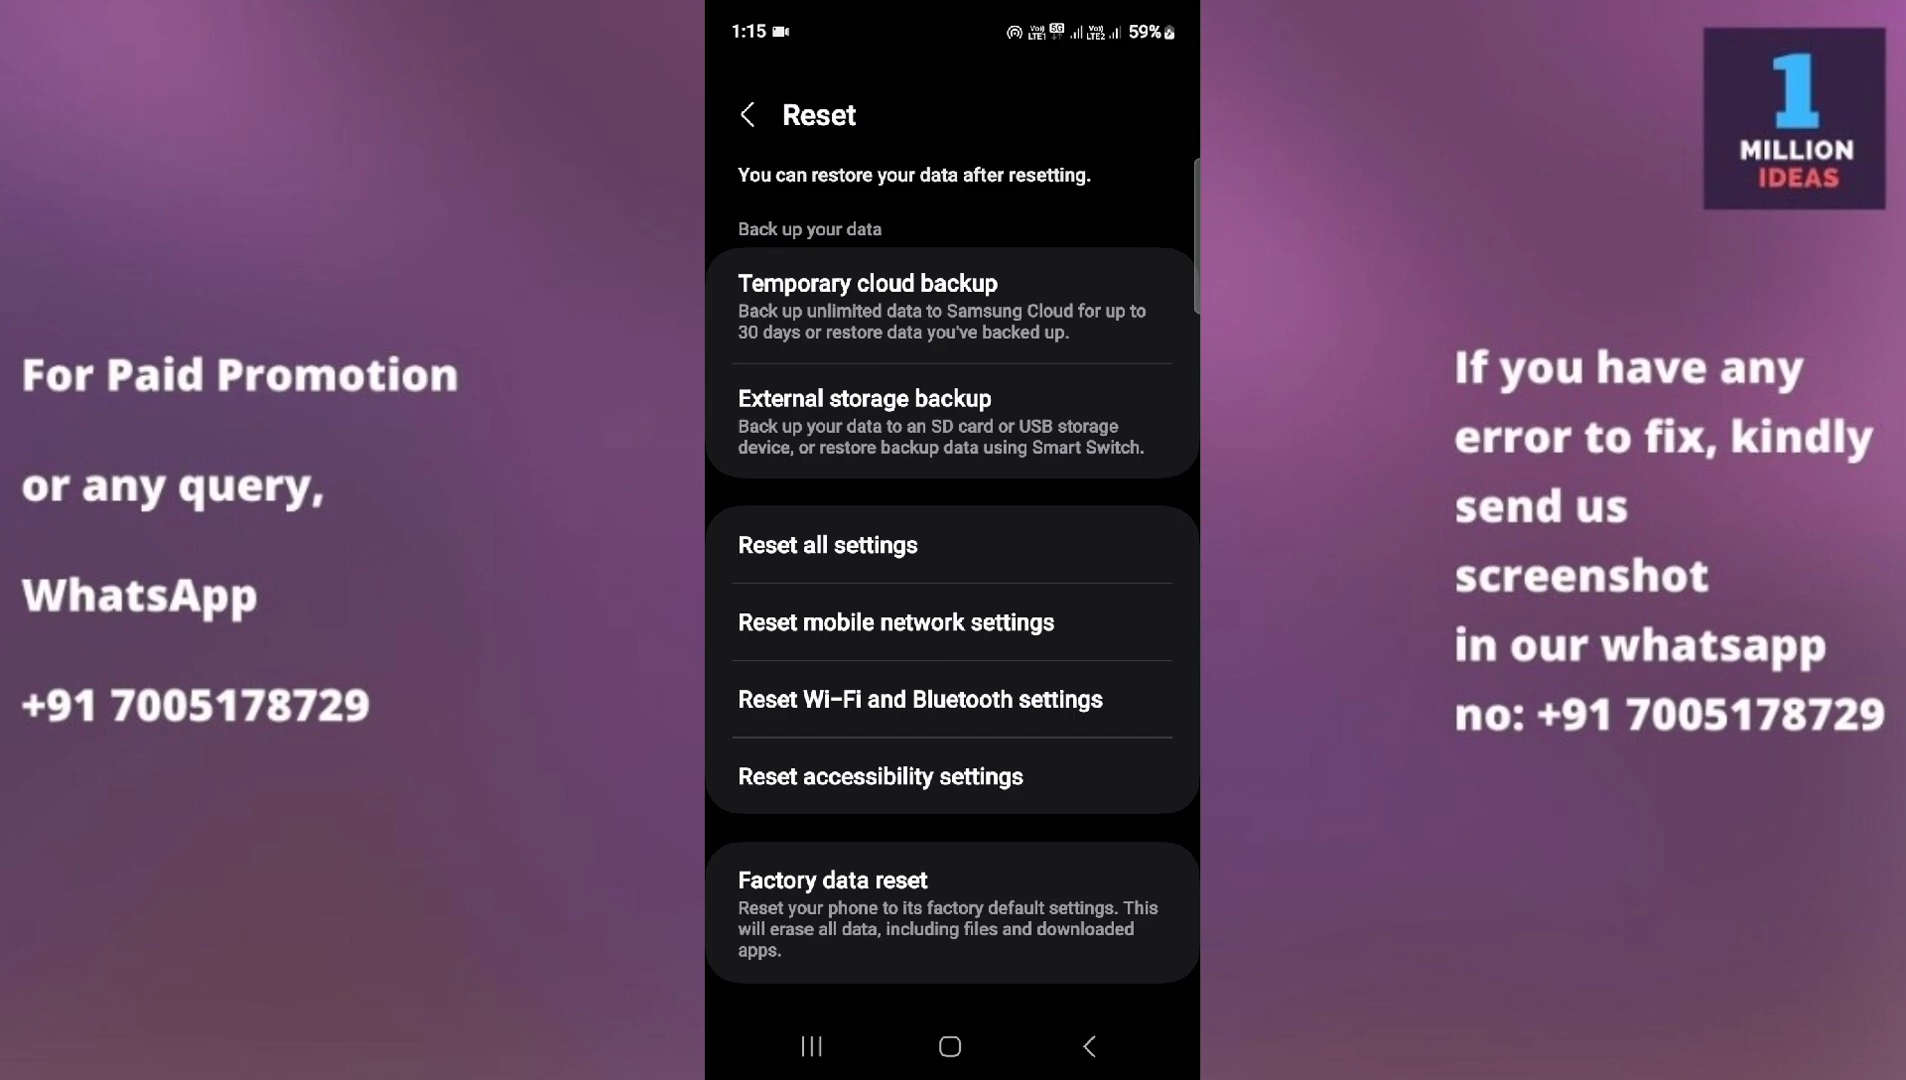 1:15
Vo)) LTE1 5G Vo)) LTE2 59%
Reset
You can restore your data after resetting.
Back up your data
Temporary cloud backup
Back up unlimited data to Samsung Cloud for up to
30 days or restore data you've backed up.
External storage backup
Back up your data to an SD card or USB storage
device, or restore backup data using Smart Switch.
Reset all settings
Reset mobile network settings
Reset Wi-Fi and Bluetooth settings
Reset accessibility settings
Factory data reset
Reset your phone to its factory default settings. This
will erase all data, including files and downloaded
apps.
For Paid Promotion
or any query,
WhatsApp
+91 7005178729
1
MILLION
IDEAS
If you have any
error to fix, kindly
send us
screenshot
in our whatsapp
no: +91 7005178729